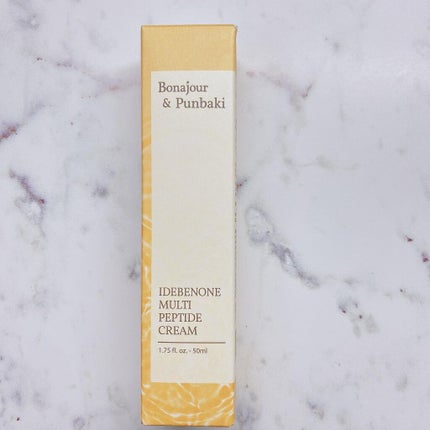 Bonajour
& Punbaki
IDEBENONE
MULTI
PEPTIDE
CREAM
1.75 fl. oz. - 50ml